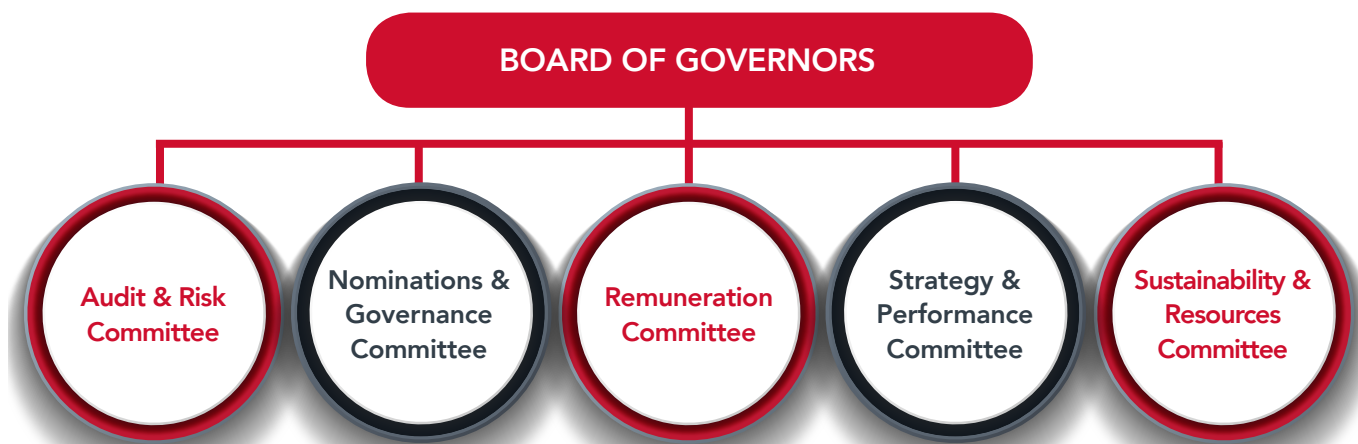 BOARD OF GOVERNORS
Audit & Risk
Committee
Nominations &
Governance
Committee
Remuneration
Committee
Strategy &
Performance
Committee
Sustainability &
Resources
Committee